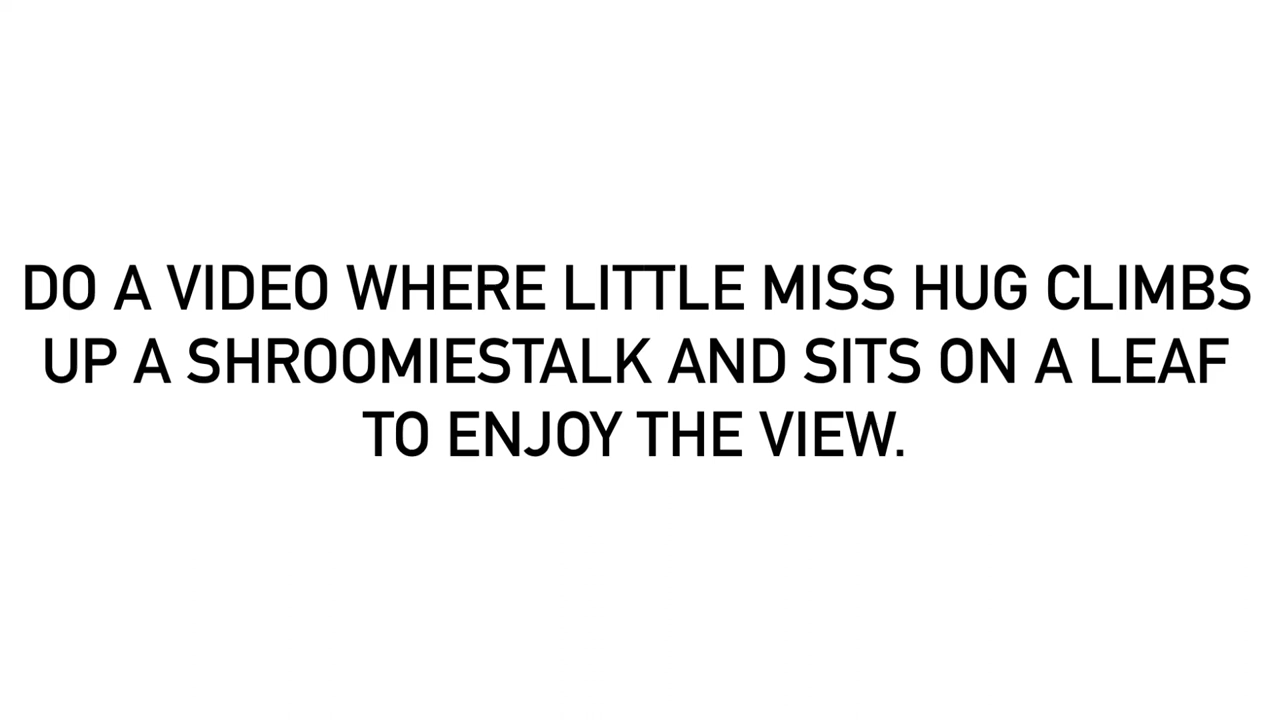 DO A VIDEO WHERE LITTLE MISS HUG CLIMBS
UP A SHROOMIESTALK AND SITS ON A LEAF
TO ENJOY THE VIEW.